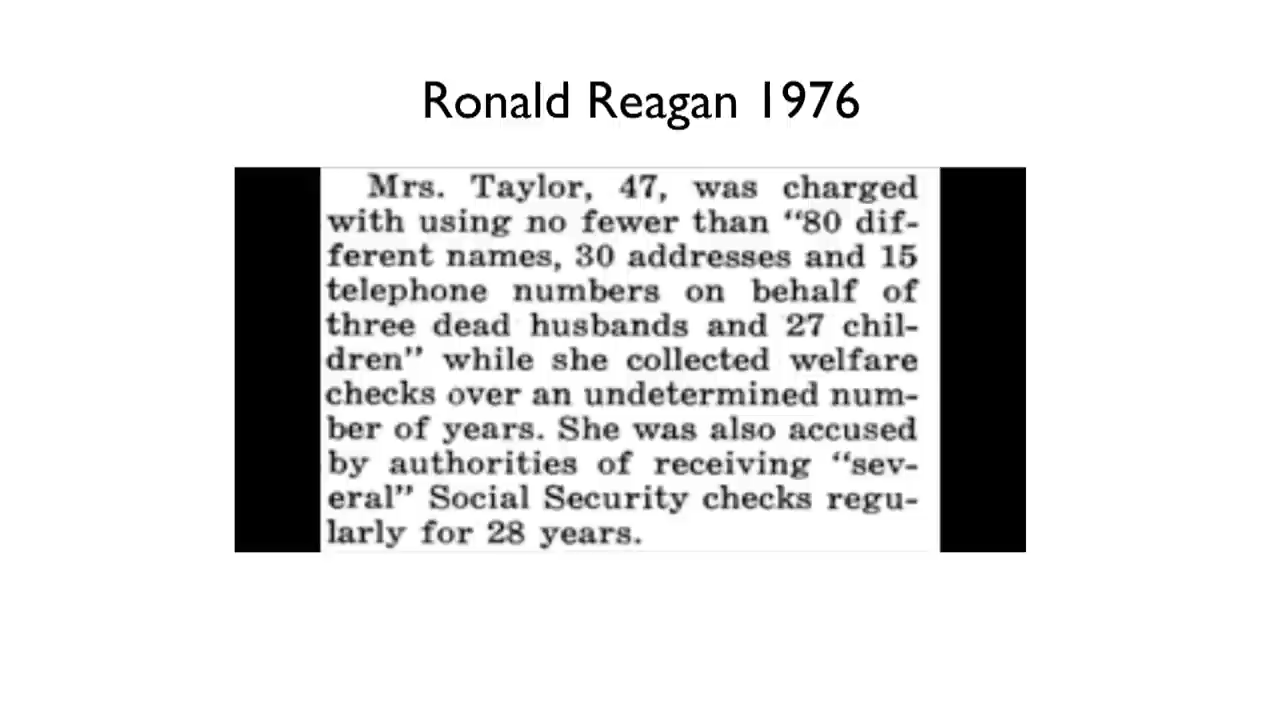 Ronald Reagan 1976
Mrs. Taylor, 47, was charged
with using no fewer than “80 dif-
ferent names, 30 addresses and 15
telephone numbers on behalf of
three dead husbands and 27 chil-
dren” while she collected welfare
checks over an undetermined num-
ber of years. She was also accused
by authorities of receiving “sev-
eral” Social Security checks regu-
larly for 28 years.